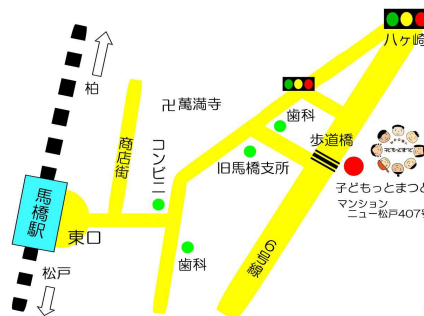 八ヶ崎
柏
卍萬満寺
歯科
商店街
コンビニ
旧馬橋支所
歩道橋
子どもっとまつど
マンション
ニュー松戸407号
馬橋駅
東口
6号線
歯科
松戸